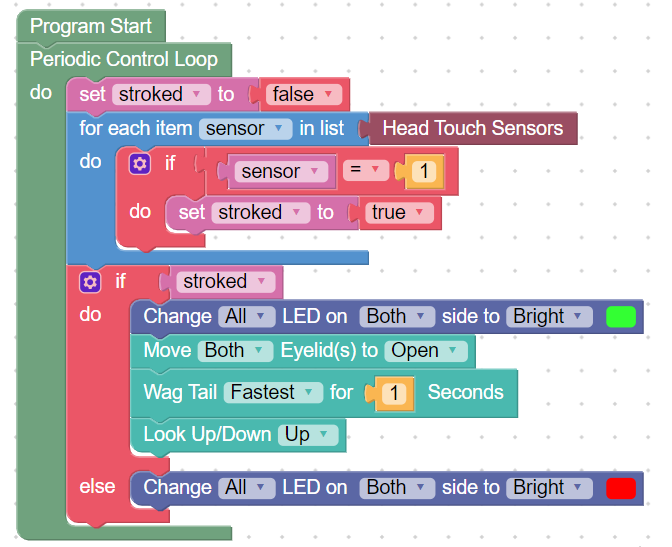 Program Start
Periodic Control Loop
do set stroked to false
for each item sensor in list Head Touch Sensors
do if sensor = 1
do set stroked to true
if stroked
do Change All LED on Both side to Bright
Move Both Eyelid(s) to Open
Wag Tail Fastest for 1 Seconds
Look Up/Down Up
else Change All LED on Both side to Bright